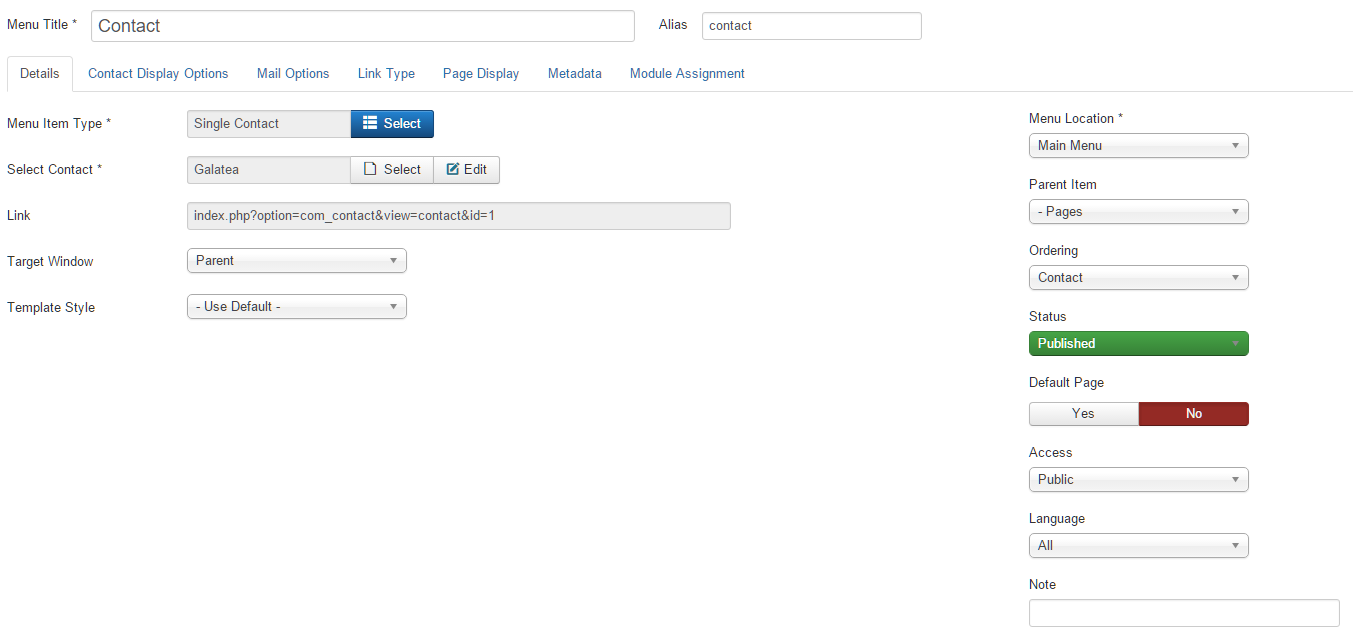 Menu Title * Contact Alias contact
Details Contact Display Options Mail Options Link Type Page Display Metadata Module Assignment
Menu Item Type * Single Contact Select
Select Contact * Galatea Select Edit
Link index.php?option=com_contact&view=contact&id=1
Target Window Parent
Template Style - Use Default -
Menu Location *
Main Menu
Parent Item
- Pages
Ordering
Contact
Status
Published
Default Page
Yes No
Access
Public
Language
All
Note